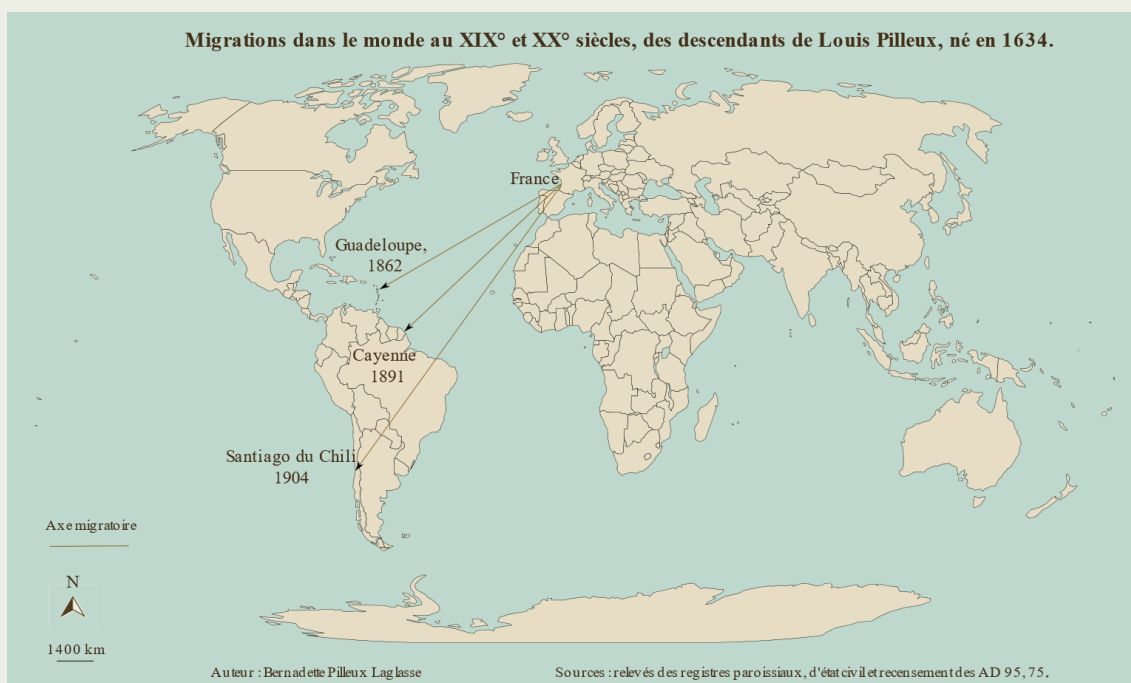 Migrations dans le monde au XIX° et XX° siècles, des descendants de Louis Pilleux, né en 1634.
France
Guadeloupe,
1862
Cayenne
1891
Santiago du Chili
1904
Axe migratoire
N
1400 km
Auteur : Bernadette Pilleux Laglasse
Sources : relevés des registres paroissiaux, d'état civil et recensement des AD 95, 75.